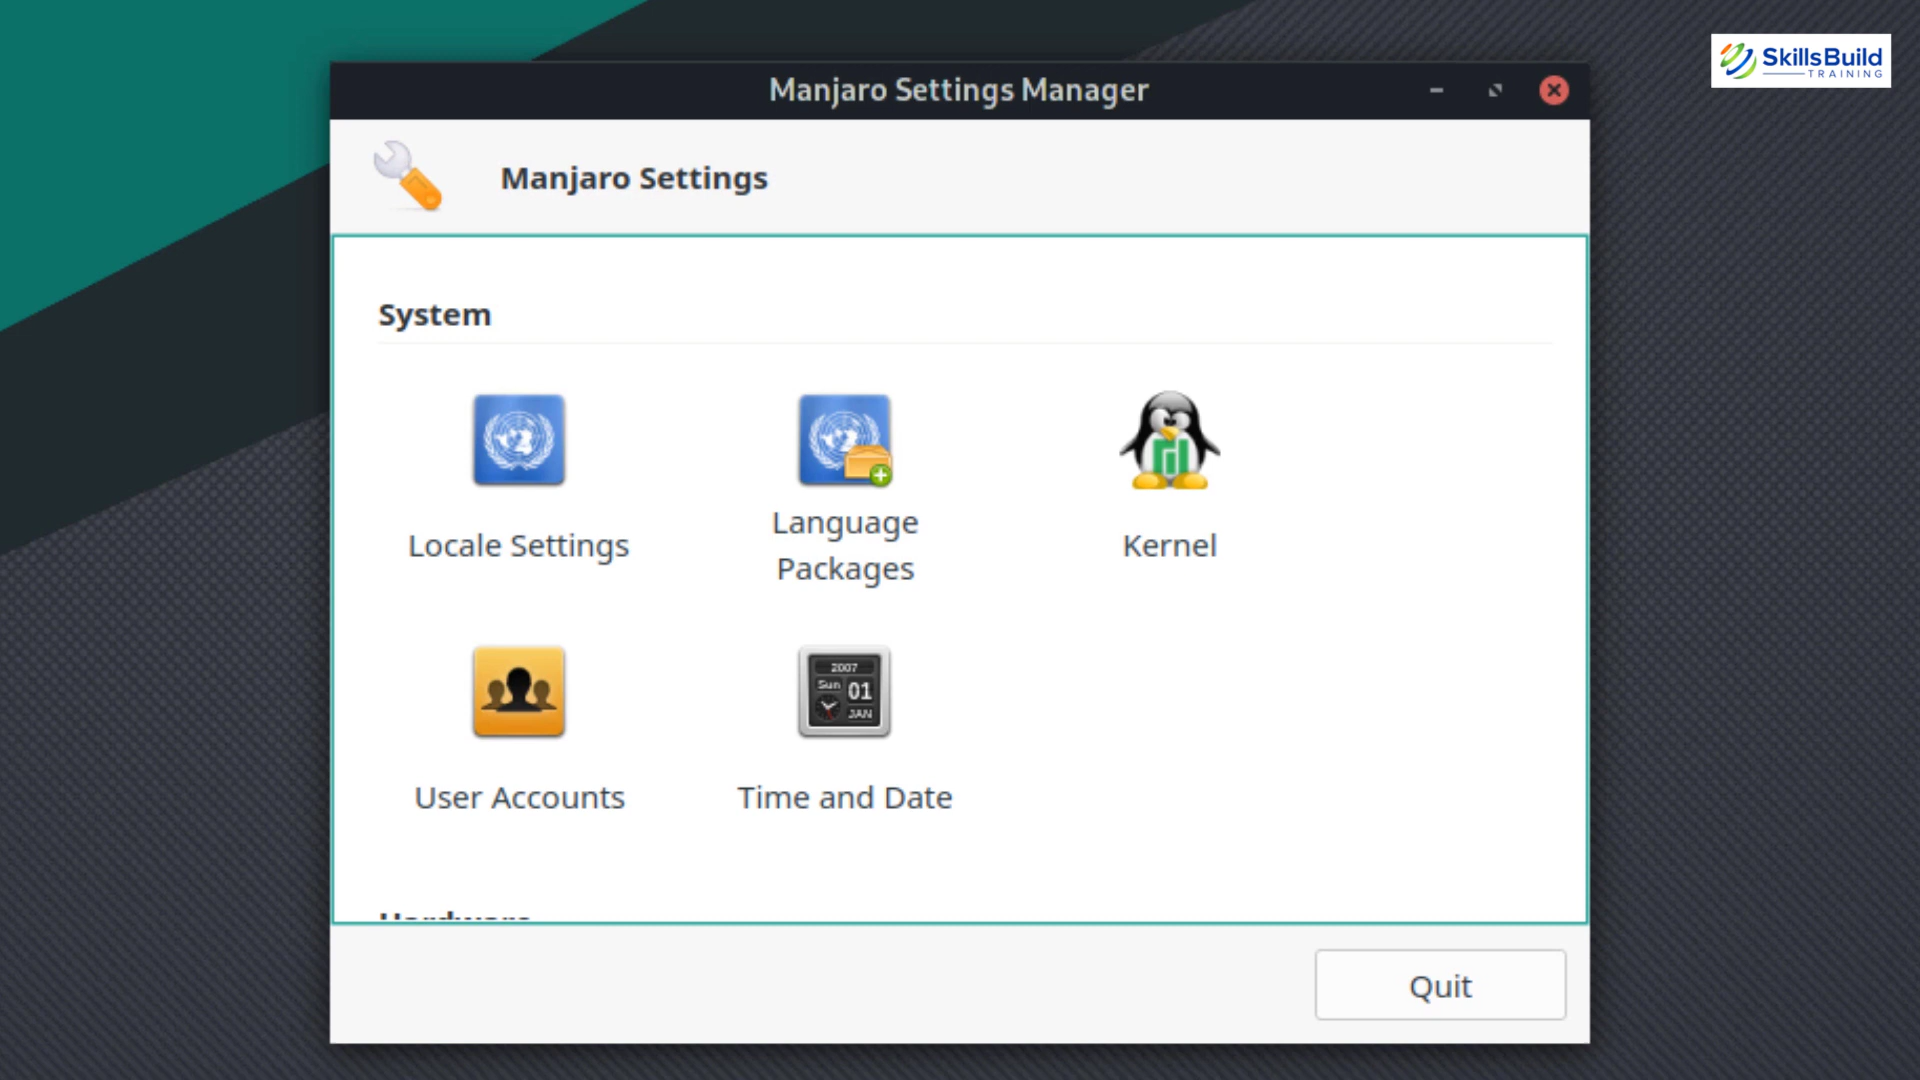 SkillsBuild
TRAINING
Manjaro Settings Manager
Manjaro Settings
System
Locale Settings
Language
Packages
Kernel
2007
Sun 01
JAN
User Accounts
Time and Date
Hardware
Quit